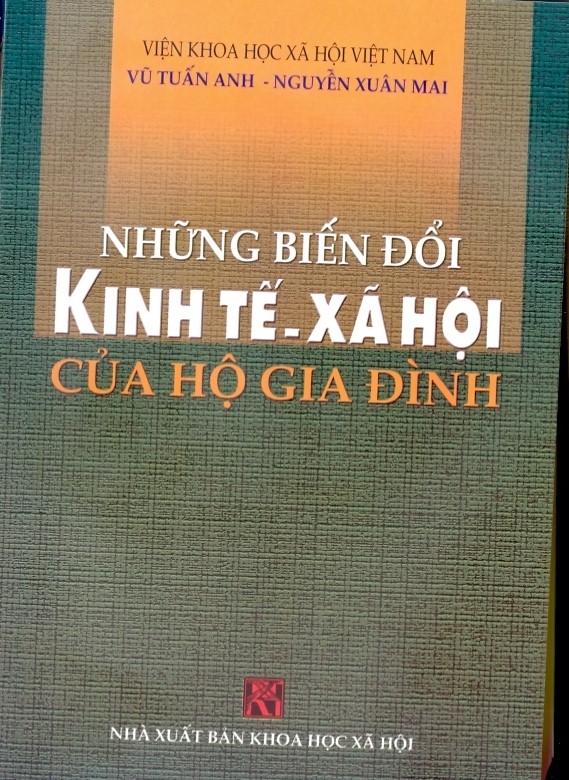 VIỆN KHOA HỌC XÃ HỘI VIỆT NAM
VŨ TUẤN ANH - NGUYỄN XUÂN MAI
NHỮNG BIẾN ĐỔI
KINH TẾ - XÃ HỘI
CỦA HỘ GIA ĐÌNH
NHÀ XUẤT BẢN KHOA HỌC XÃ HỘI